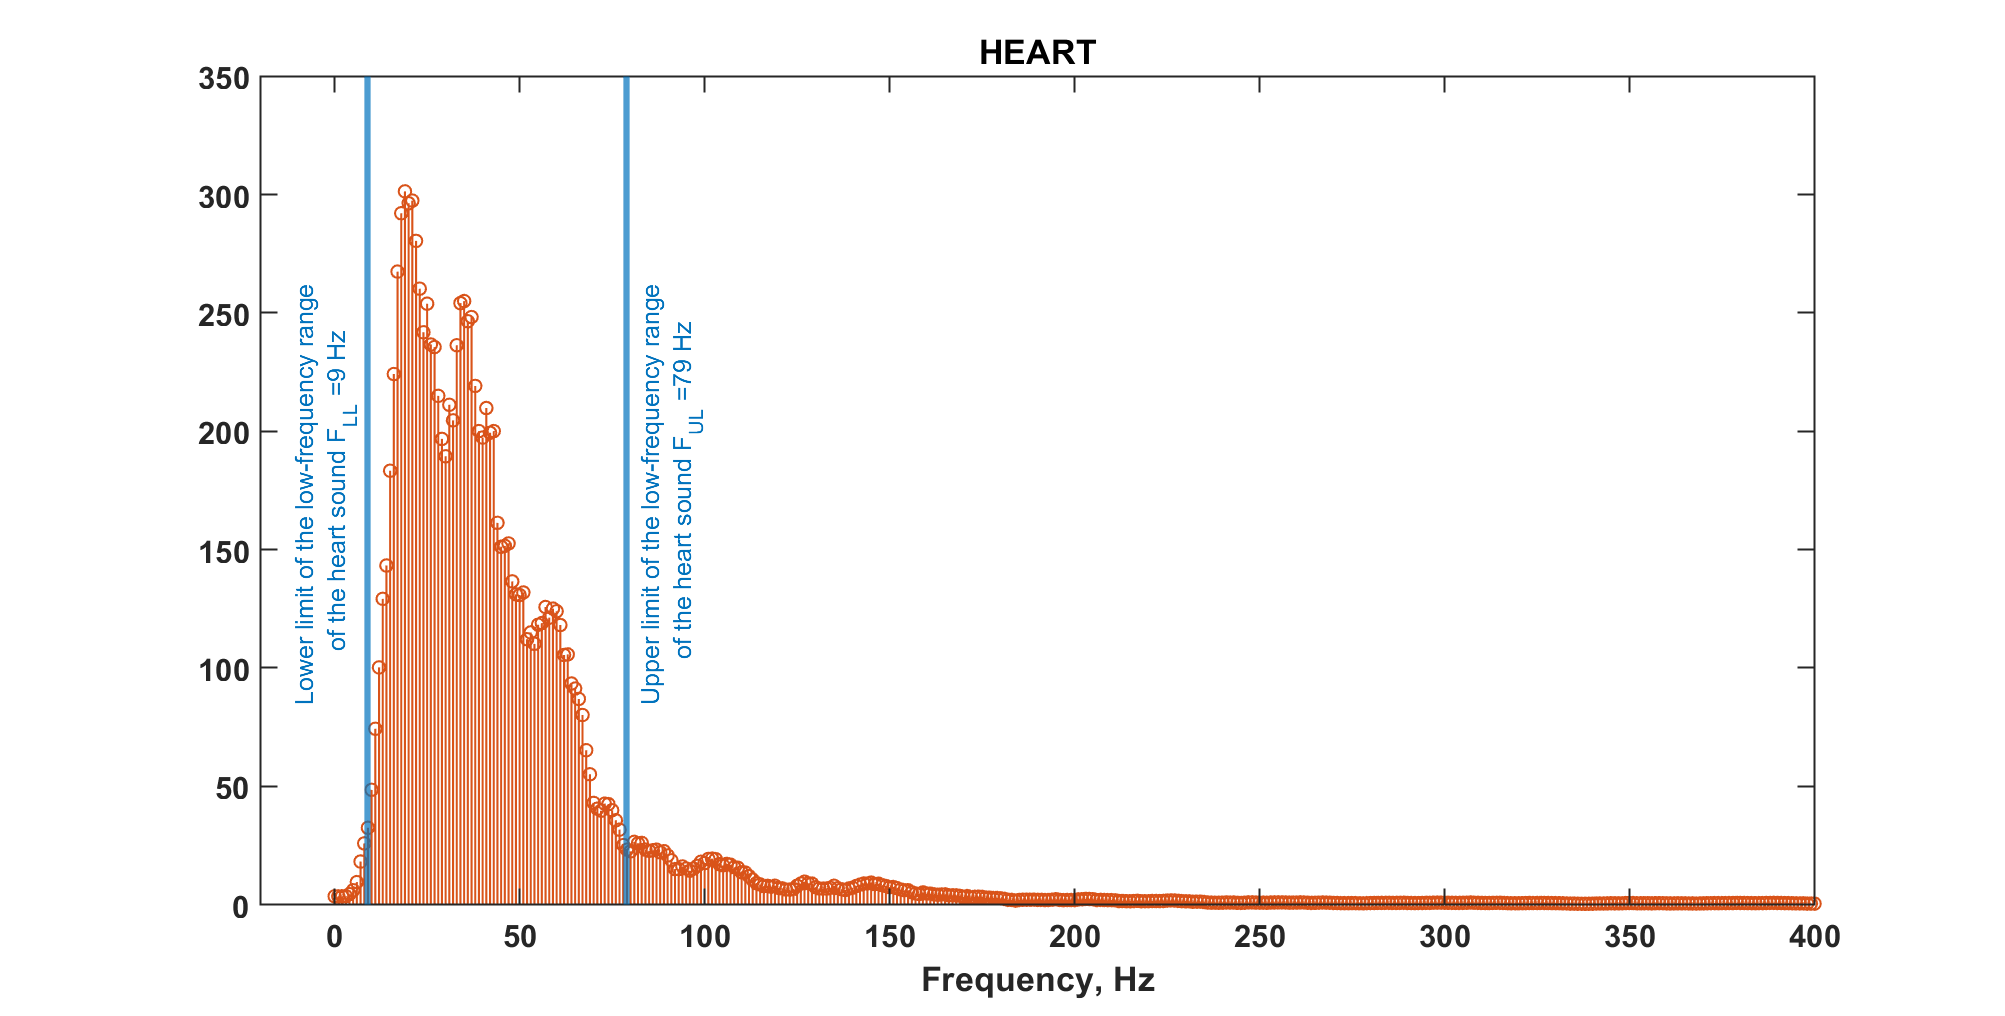 HEART
350
300
250
200
150
100
50
0
Lower limit of the low-frequency range
of the heart sound F_LL =9 Hz
Upper limit of the low-frequency range
of the heart sound F_UL =79 Hz
0 50 100 150 200 250 300 350 400
Frequency, Hz